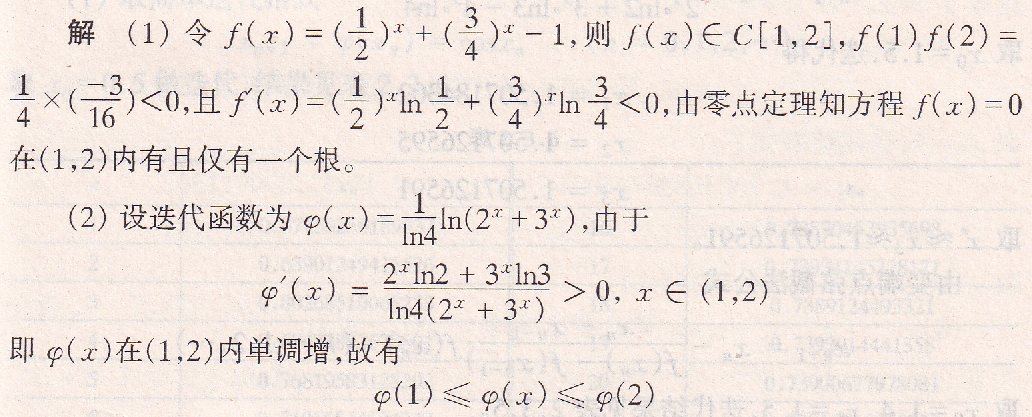 解 (1) 令 f(x) = (1/2)^x + (3/4)^x − 1,则 f(x)∈C[1,2],f(1)f(2) =
1/4 × (−3/16)<0,且 f′(x)=(1/2)^x ln 1/2 + (3/4)^x ln 3/4 <0,由零点定理知方程 f(x)=0
在(1,2)内有且仅有一个根。
(2) 设迭代函数为 φ(x)= 1/ln4 ln(2^x+3^x),由于
φ′(x) = (2^x ln2 + 3^x ln3)/(ln4(2^x + 3^x)) > 0, x ∈ (1,2)
即 φ(x)在(1,2)内单调增,故有
φ(1) ≤ φ(x) ≤ φ(2)